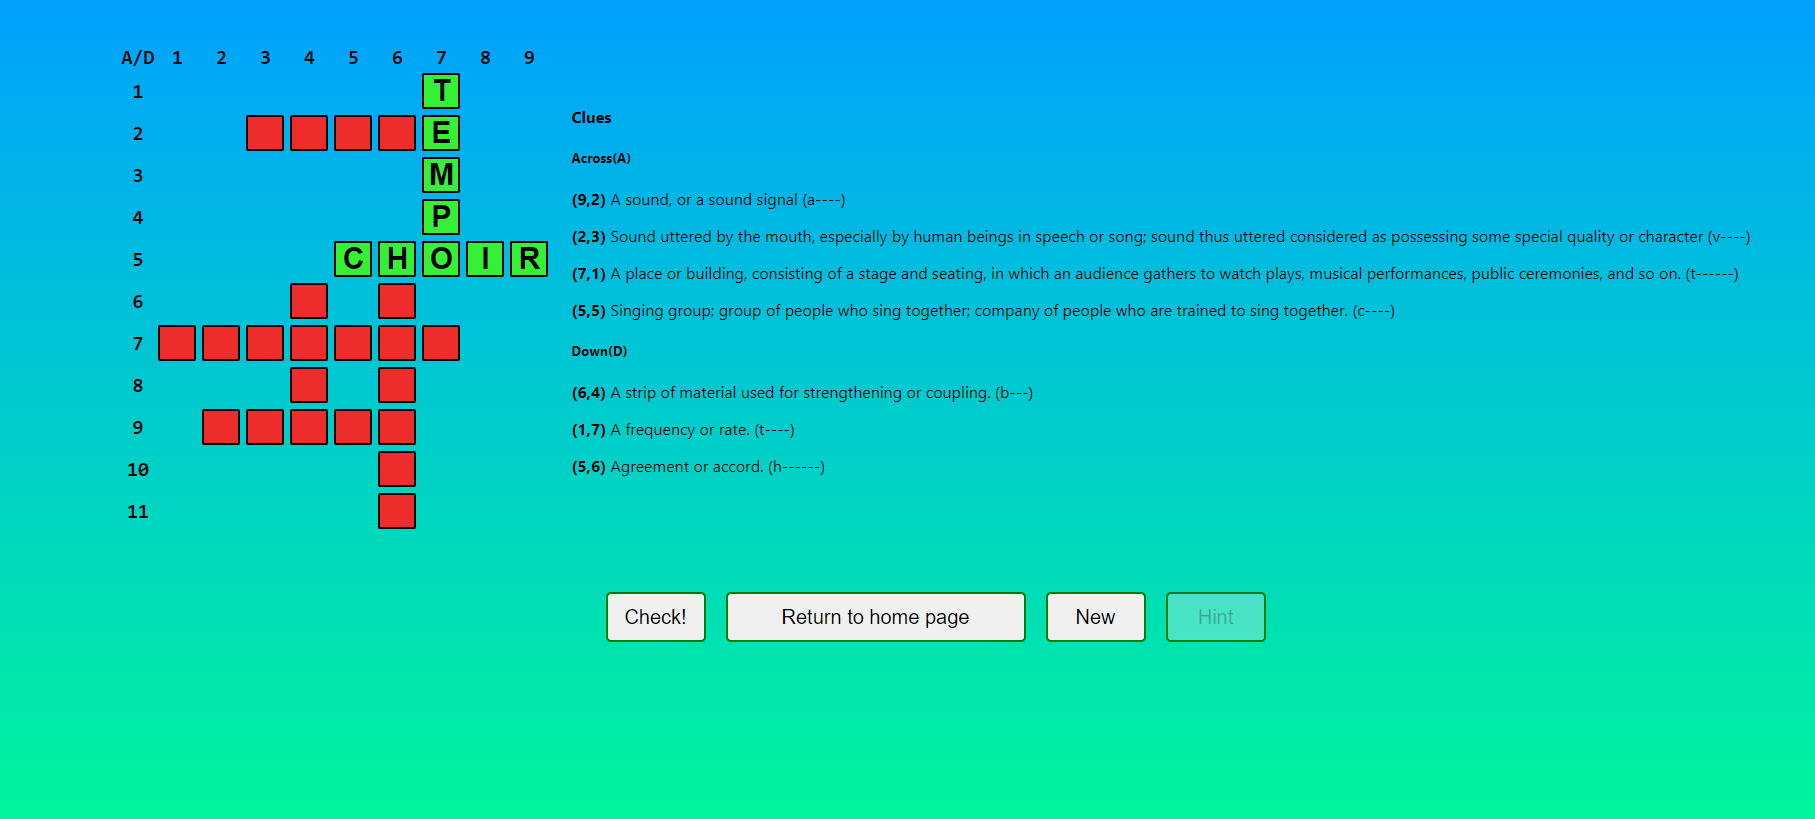 A/D 1 2 3 4 5 6 7 8 9
1 T
2 E
3 M
4 P
5 C H O I R
6
7
8
9
10
11
Clues
Across(A)
(9,2) A sound, or a sound signal (a----)
(2,3) Sound uttered by the mouth, especially by human beings in speech or song; sound thus uttered considered as possessing some special quality or character (v----)
(7,1) A place or building, consisting of a stage and seating, in which an audience gathers to watch plays, musical performances, public ceremonies, and so on. (t------)
(5,5) Singing group; group of people who sing together; company of people who are trained to sing together. (c----)
Down(D)
(6,4) A strip of material used for strengthening or coupling. (b---)
(1,7) A frequency or rate. (t----)
(5,6) Agreement or accord. (h------)
Check! Return to home page New Hint